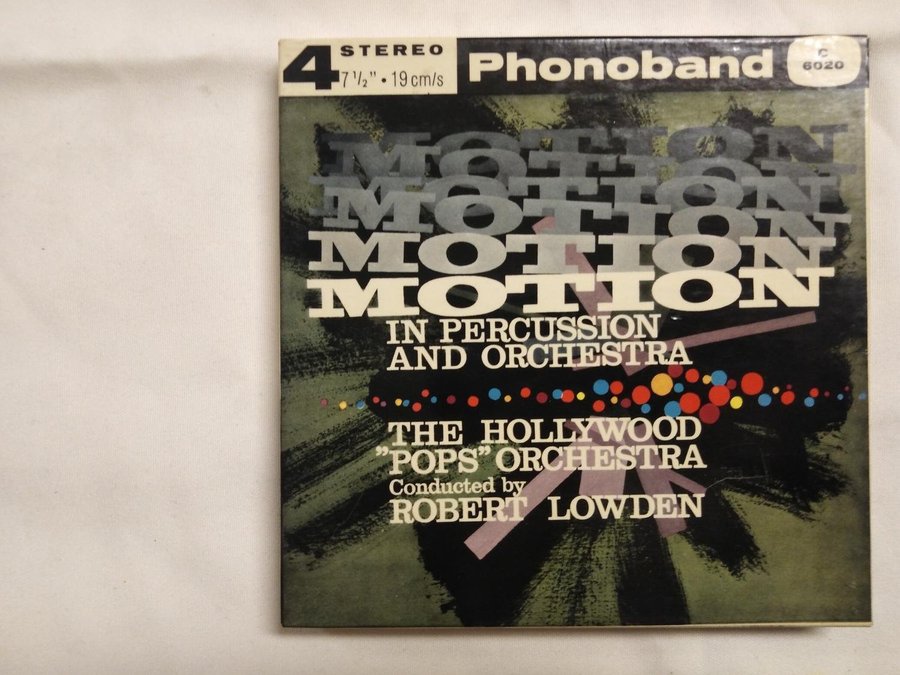 4 STEREO
7 1/2" • 19 cm/s
Phonoband
C
6020
MOTION
MOTION
MOTION
MOTION
MOTION
MOTION
IN PERCUSSION
AND ORCHESTRA
THE HOLLYWOOD
"POPS" ORCHESTRA
Conducted by
ROBERT LOWDEN